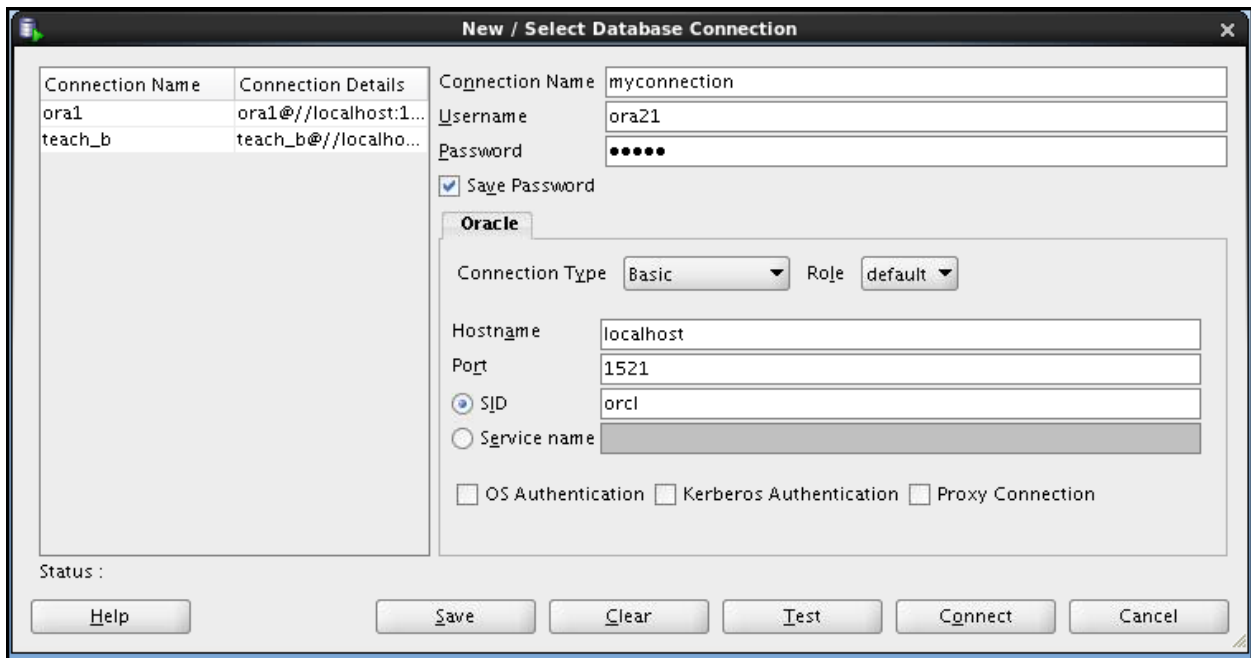 New / Select Database Connection
Connection Name Connection Details
ora1 ora1@//localhost:1...
teach_b teach_b@//localho...
Connection Name myconnection
Username ora21
Password •••••
Save Password
Oracle
Connection Type Basic Role default
Hostname localhost
Port 1521
SID orcl
Service name
OS Authentication Kerberos Authentication Proxy Connection
Status :
Help Save Clear Test Connect Cancel